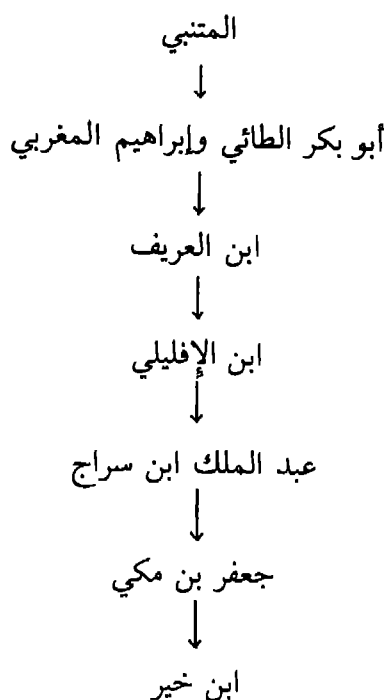 المتنبي
أبو بكر الطائي وإبراهيم المغربي
ابن العريف
ابن الإفليلي
عبد الملك ابن سراج
جعفر بن مكي
ابن خير